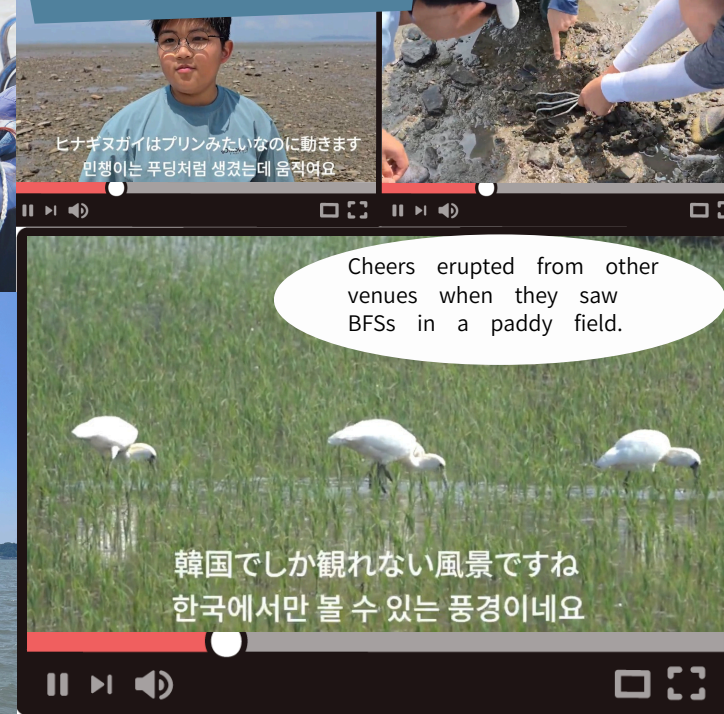 ヒナギヌガイはプリンみたいなのに動きます
민챙이는 푸딩처럼 생겼는데 움직여요
Cheers erupted from other
venues when they saw
BFSs in a paddy field.
韓国でしか観れない風景ですね
한국에서만 볼 수 있는 풍경이네요